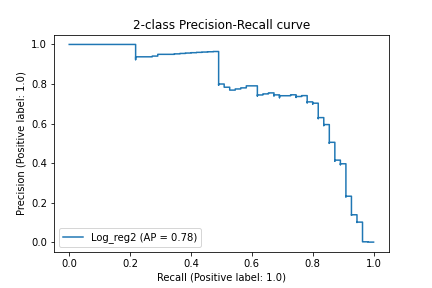 2-class Precision-Recall curve
Precision (Positive label: 1.0)
1.0
0.8
0.6
0.4
0.2
0.0
Log_reg2 (AP = 0.78)
0.0 0.2 0.4 0.6 0.8 1.0
Recall (Positive label: 1.0)